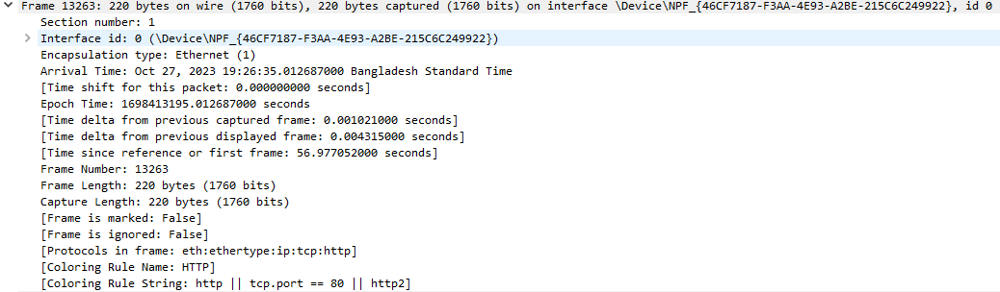 Frame 13263: 220 bytes on wire (1760 bits), 220 bytes captured (1760 bits) on interface \Device\NPF_{46CF7187-F3AA-4E93-A2BE-215C6C249922}, id 0
Section number: 1
Interface id: 0 (\Device\NPF_{46CF7187-F3AA-4E93-A2BE-215C6C249922})
Encapsulation type: Ethernet (1)
Arrival Time: Oct 27, 2023 19:26:35.012687000 Bangladesh Standard Time
[Time shift for this packet: 0.000000000 seconds]
Epoch Time: 1698413195.012687000 seconds
[Time delta from previous captured frame: 0.001021000 seconds]
[Time delta from previous displayed frame: 0.004315000 seconds]
[Time since reference or first frame: 56.977052000 seconds]
Frame Number: 13263
Frame Length: 220 bytes (1760 bits)
Capture Length: 220 bytes (1760 bits)
[Frame is marked: False]
[Frame is ignored: False]
[Protocols in frame: eth:ethertype:ip:tcp:http]
[Coloring Rule Name: HTTP]
[Coloring Rule String: http || tcp.port == 80 || http2]